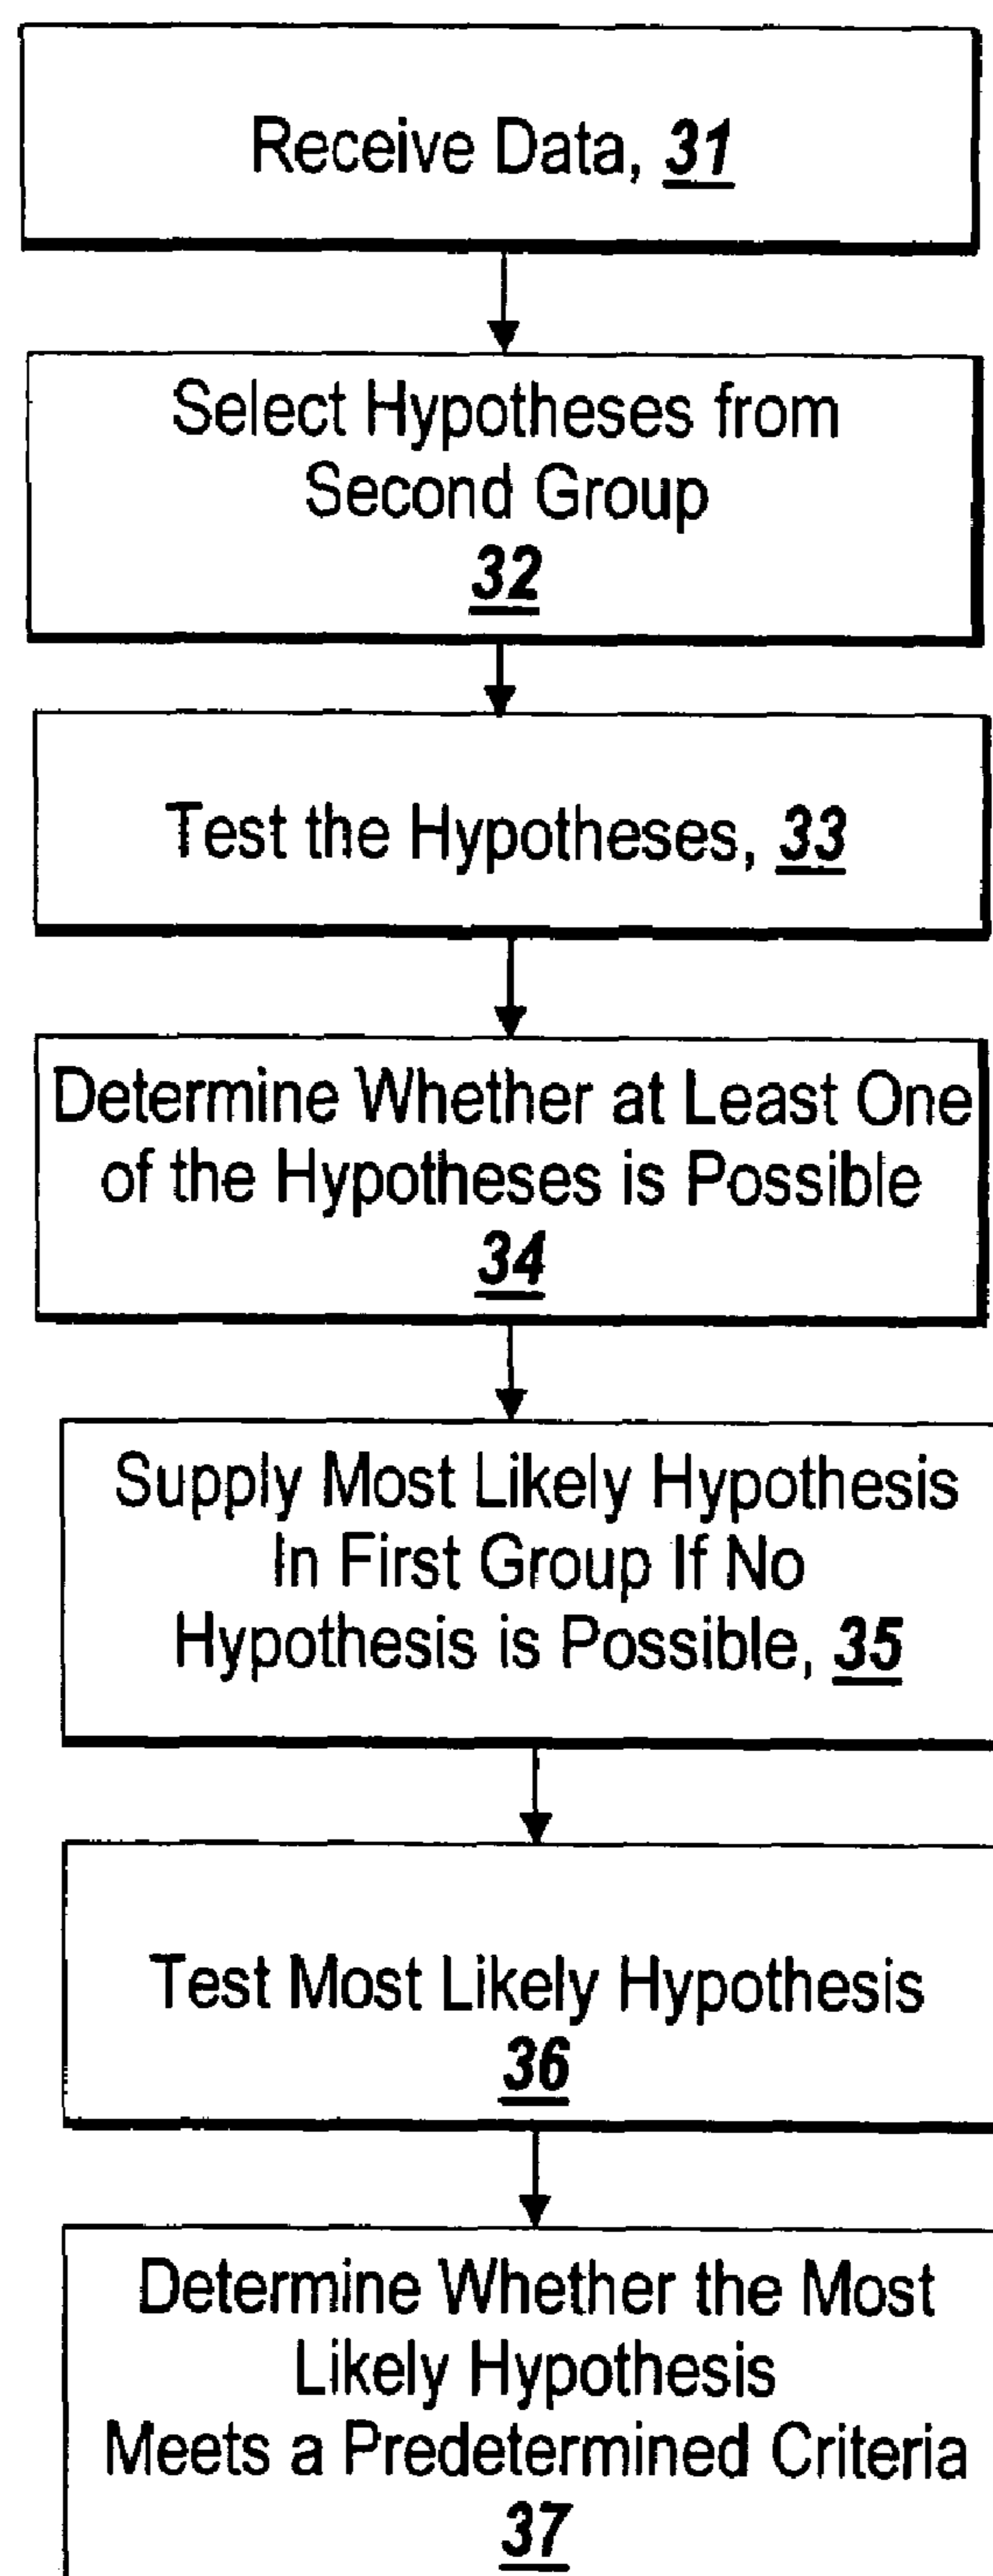 Receive Data, 31
Select Hypotheses from
Second Group
32
Test the Hypotheses, 33
Determine Whether at Least One
of the Hypotheses is Possible
34
Supply Most Likely Hypothesis
In First Group If No
Hypothesis is Possible, 35
Test Most Likely Hypothesis
36
Determine Whether the Most
Likely Hypothesis
Meets a Predetermined Criteria
37